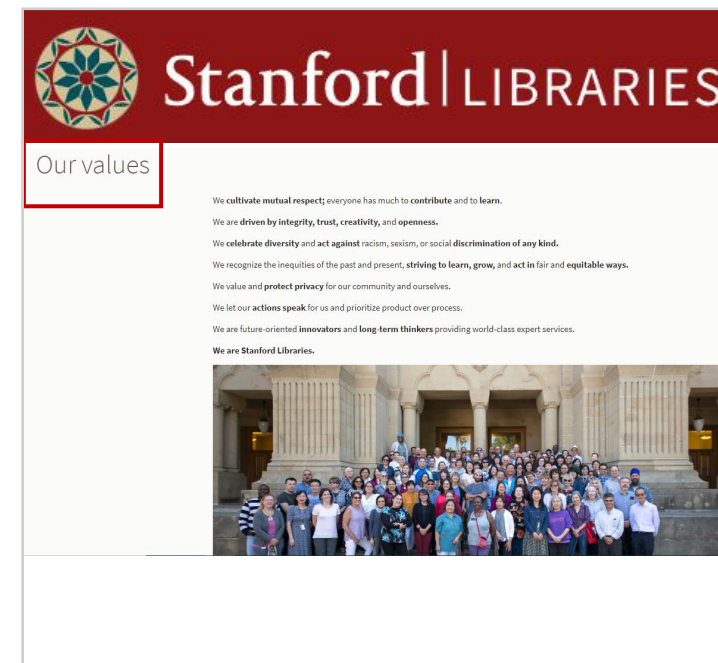 Stanford LIBRARIES
Our values
We cultivate mutual respect; everyone has much to contribute and to learn.
We are driven by integrity, trust, creativity, and openness.
We celebrate diversity and act against racism, sexism, or social discrimination of any kind.
We recognize the inequities of the past and present, striving to learn, grow, and act in fair and equitable ways.
We value and protect privacy for our community and ourselves.
We let our actions speak for us and prioritize product over process.
We are future-oriented innovators and long-term thinkers providing world-class expert services.
We are Stanford Libraries.